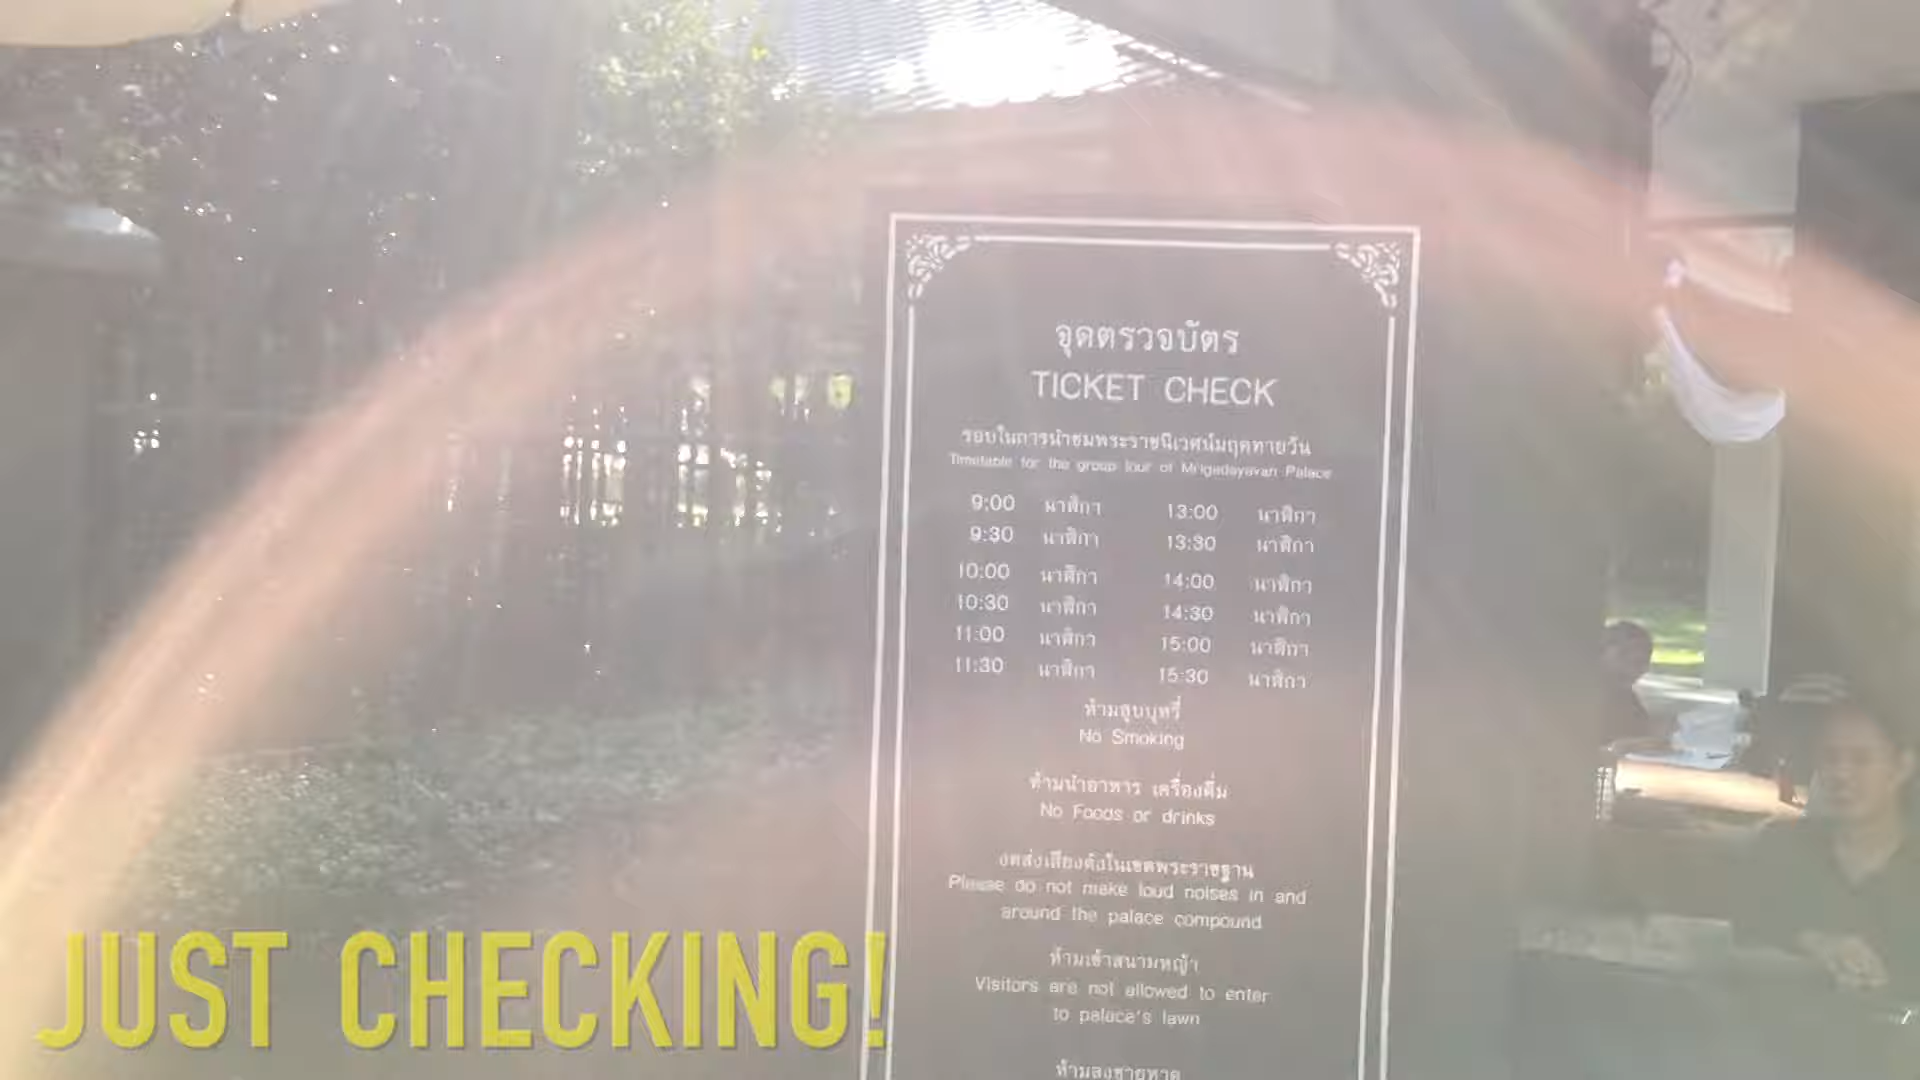 จุดตรวจบัตร
TICKET CHECK
รอบในการนำชมพระราชนิเวศน์มฤคทายวัน
Timetable for the group tour of Mrigadayavan Palace
9:00 นาฬิกา 13:00 นาฬิกา
9:30 นาฬิกา 13:30 นาฬิกา
10:00 นาฬิกา 14:00 นาฬิกา
10:30 นาฬิกา 14:30 นาฬิกา
11:00 นาฬิกา 15:00 นาฬิกา
11:30 นาฬิกา 15:30 นาฬิกา
ห้ามสูบบุหรี่
No Smoking
ห้ามนำอาหาร เครื่องดื่ม
No Foods or drinks
งดส่งเสียงดังในเขตพระราชฐาน
Please do not make loud noises in and
around the palace compound
ห้ามเข้าสนามหญ้า
Visitors are not allowed to enter
to palace's lawn
ห้ามลงชายหาด
JUST CHECKING!